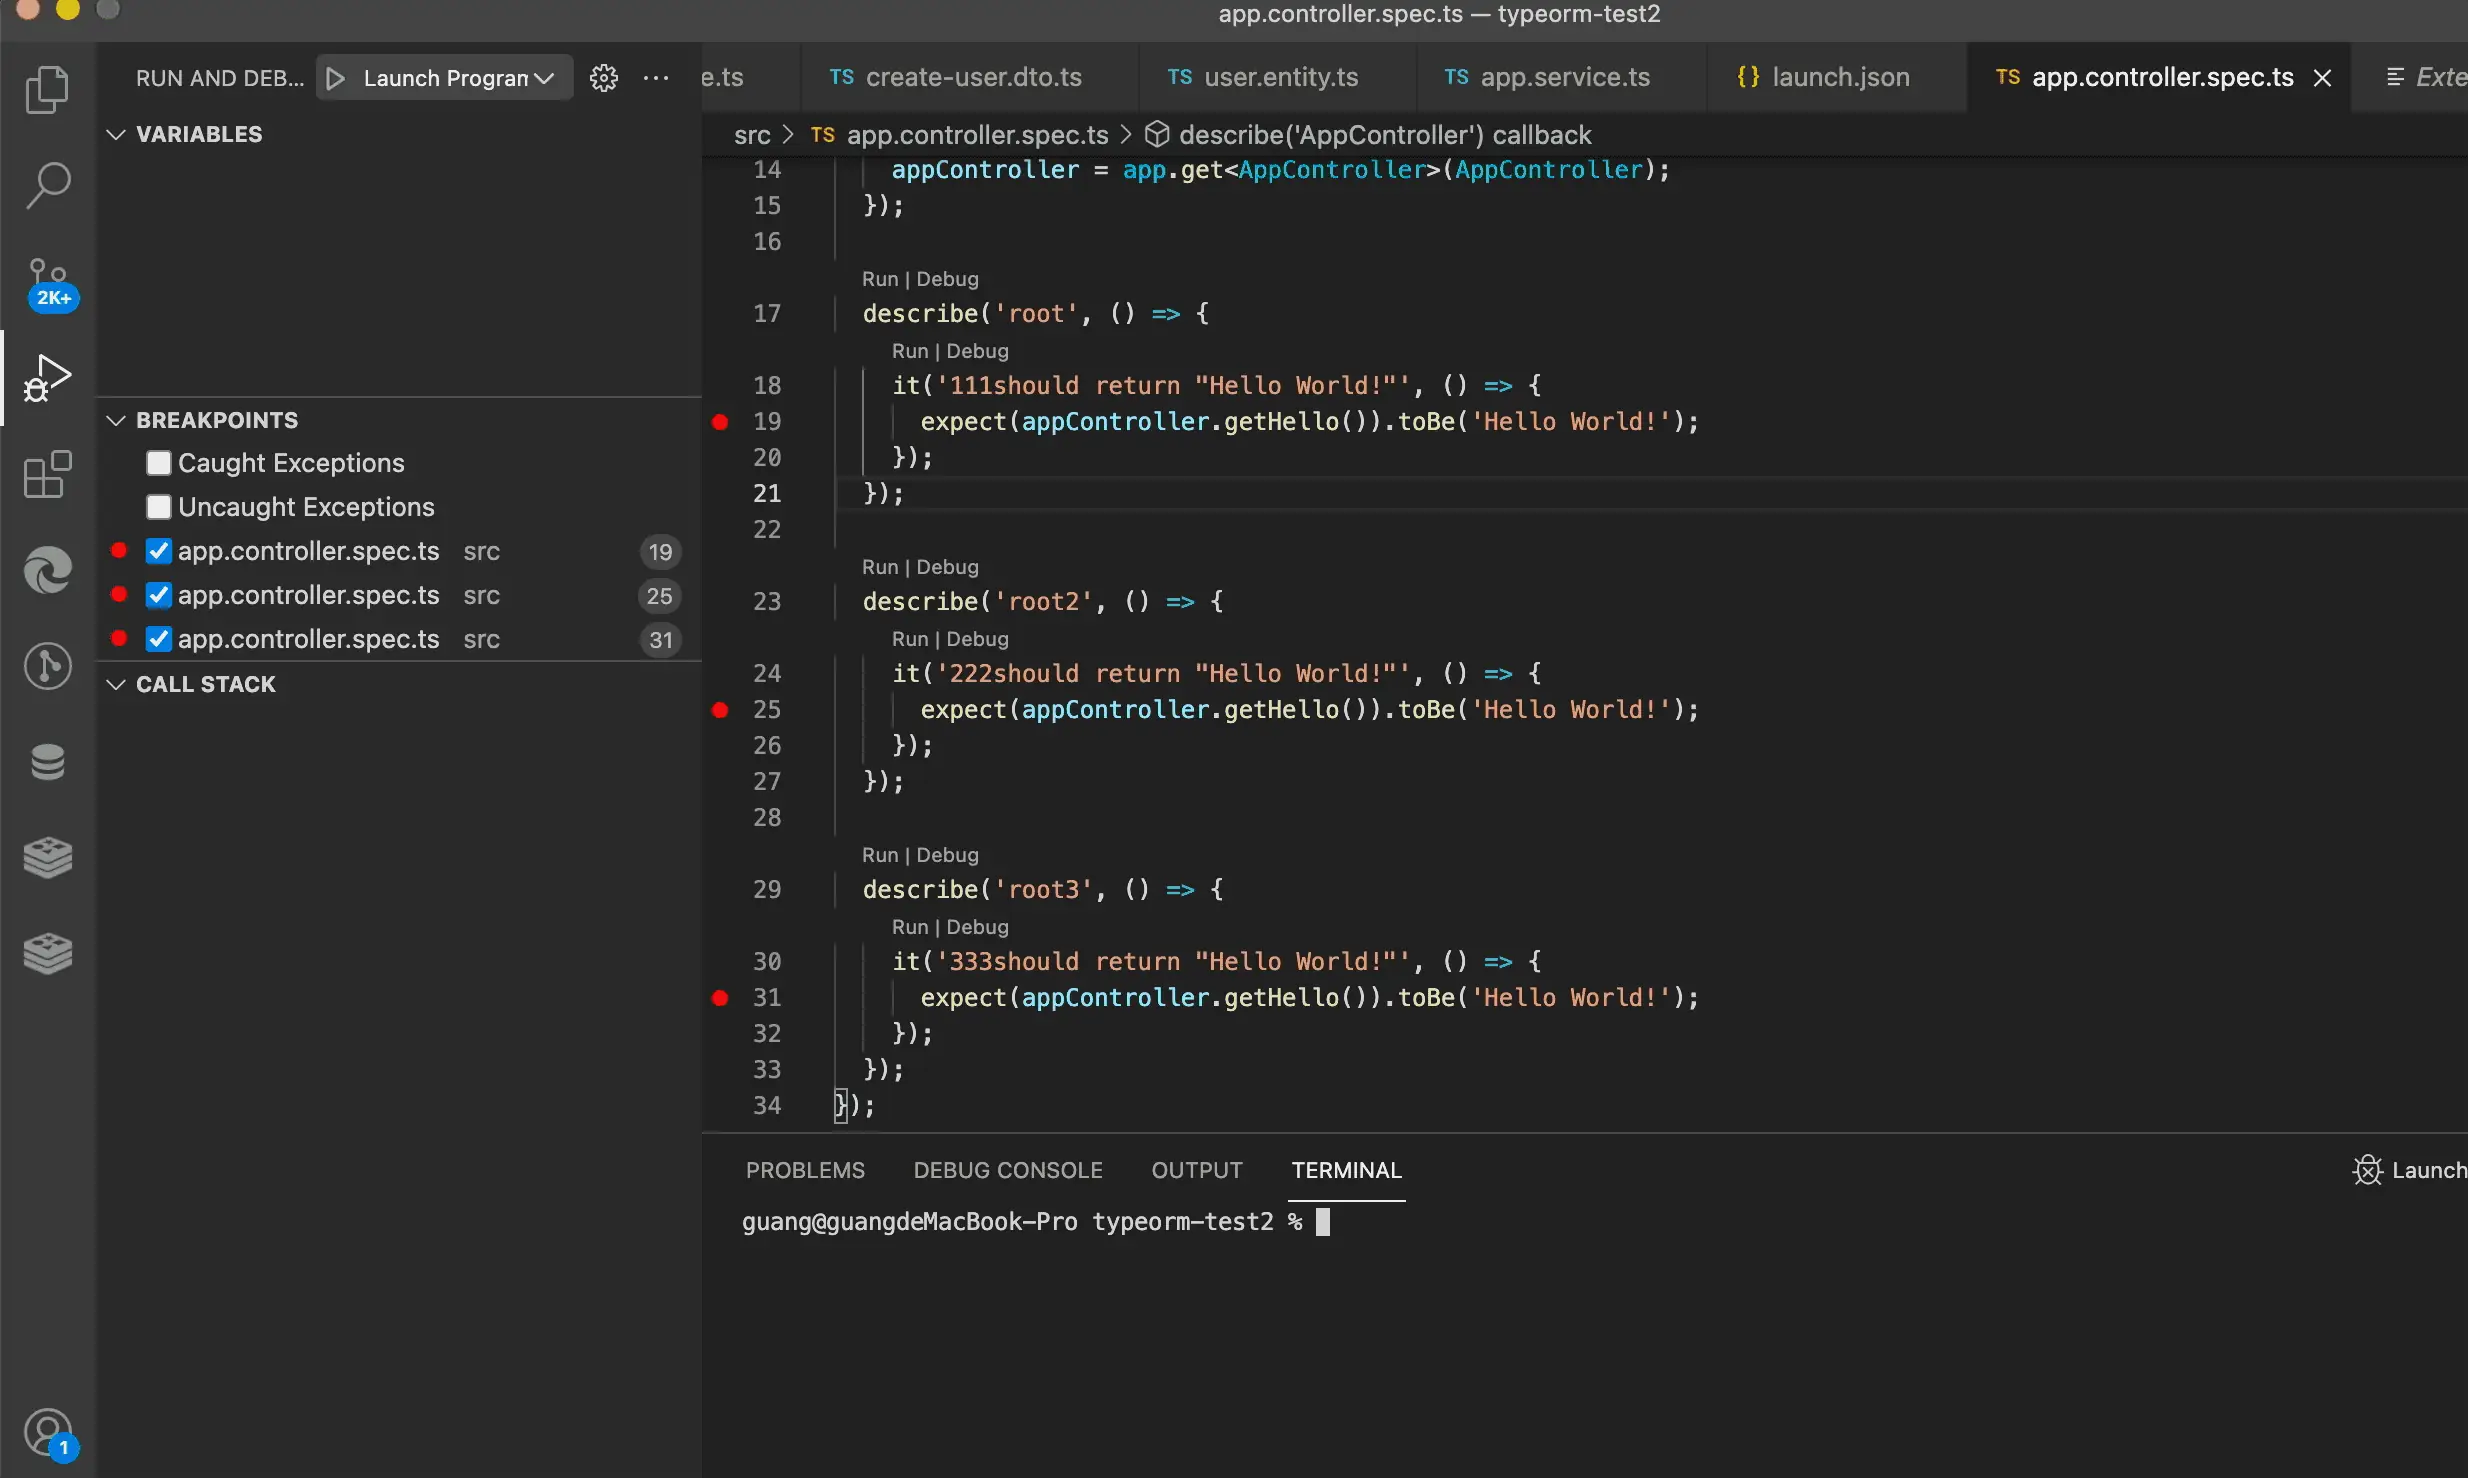 app.controller.spec.ts — typeorm-test2
RUN AND DEB... Launch Program
e.ts TS create-user.dto.ts TS user.entity.ts TS app.service.ts {} launch.json TS app.controller.spec.ts Exte
src > TS app.controller.spec.ts > describe('AppController') callback
VARIABLES
BREAKPOINTS
Caught Exceptions
Uncaught Exceptions
app.controller.spec.ts src 19
app.controller.spec.ts src 25
app.controller.spec.ts src 31
CALL STACK
2K+
1
14 appController = app.get<AppController>(AppController);
15 });
16
Run | Debug
17 describe('root', () => {
Run | Debug
18 it('111should return "Hello World!"', () => {
19 expect(appController.getHello()).toBe('Hello World!');
20 });
21 });
22
Run | Debug
23 describe('root2', () => {
Run | Debug
24 it('222should return "Hello World!"', () => {
25 expect(appController.getHello()).toBe('Hello World!');
26 });
27 });
28
Run | Debug
29 describe('root3', () => {
Run | Debug
30 it('333should return "Hello World!"', () => {
31 expect(appController.getHello()).toBe('Hello World!');
32 });
33 });
34 });
PROBLEMS DEBUG CONSOLE OUTPUT TERMINAL Launch
guang@guangdeMacBook-Pro typeorm-test2 %